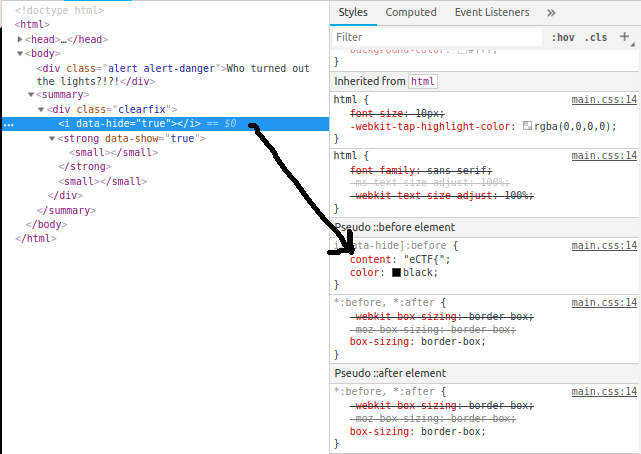 <!doctype html>
<html>
<head>…</head>
<body>
<div class="alert alert-danger">Who turned out
the lights?!?!</div>
<summary>
<div class="clearfix">
… <i data-hide="true"></i> == $0
<strong data-show="true">
<small></small>
</strong>
<small></small>
</div>
</summary>
</body>
</html>
Styles Computed Event Listeners »
Filter :hov .cls +
}
Inherited from html
html { main.css:14
font-size: 10px;
-webkit-tap-highlight-color: rgba(0,0,0,0);
}
html { main.css:14
font-family: sans-serif;
-ms-text-size-adjust: 100%;
-webkit-text-size-adjust: 100%;
}
Pseudo ::before element
i[data-hide]:before { main.css:14
content: "eCTF{";
color: black;
}
*:before, *:after { main.css:14
-webkit-box-sizing: border-box;
-moz-box-sizing: border-box;
box-sizing: border-box;
}
Pseudo ::after element
*:before, *:after { main.css:14
-webkit-box-sizing: border-box;
-moz-box-sizing: border-box;
box-sizing: border-box;
}